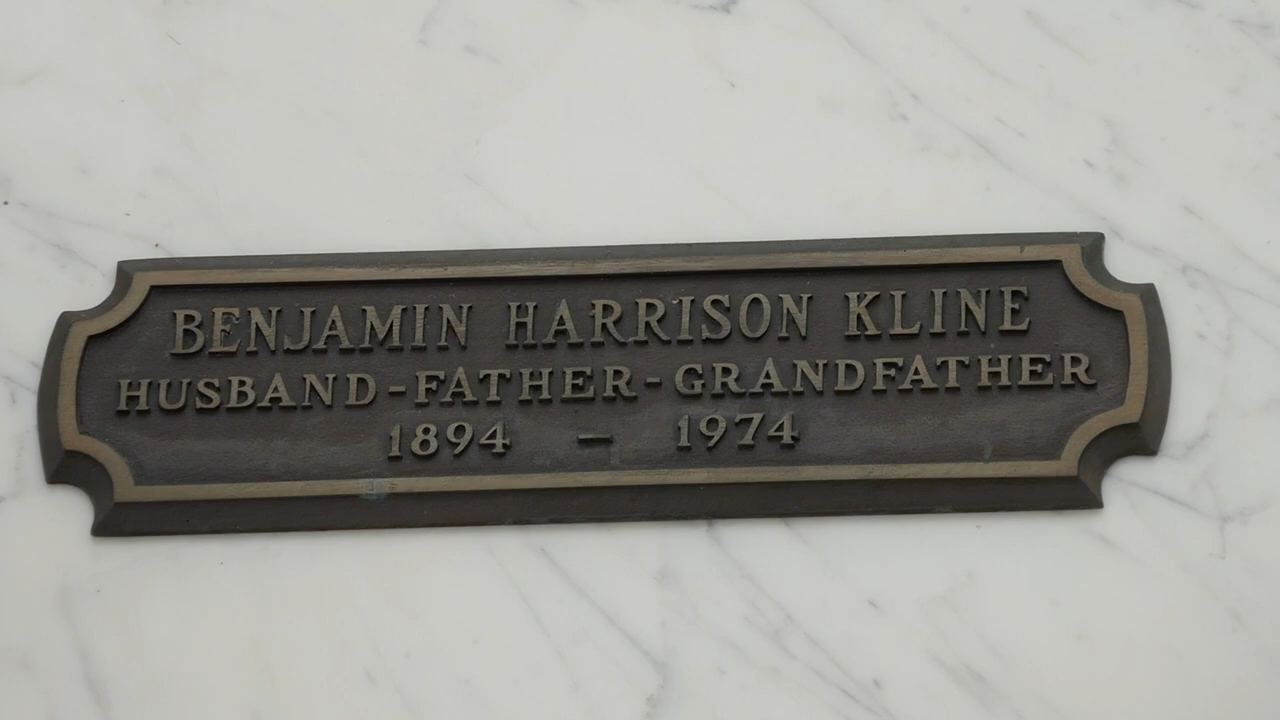 BENJAMIN HARRISON KLINE
HUSBAND-FATHER-GRANDFATHER
1894 - 1974